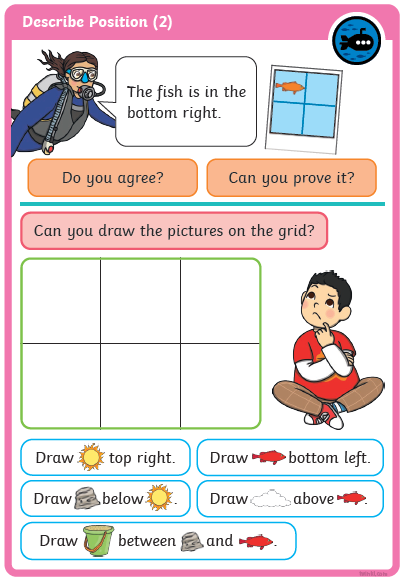 Describe Position (2)
The fish is in the
bottom right.
Do you agree?
Can you prove it?
Can you draw the pictures on the grid?
Draw top right.
Draw bottom left.
Draw below .
Draw above .
Draw between and .